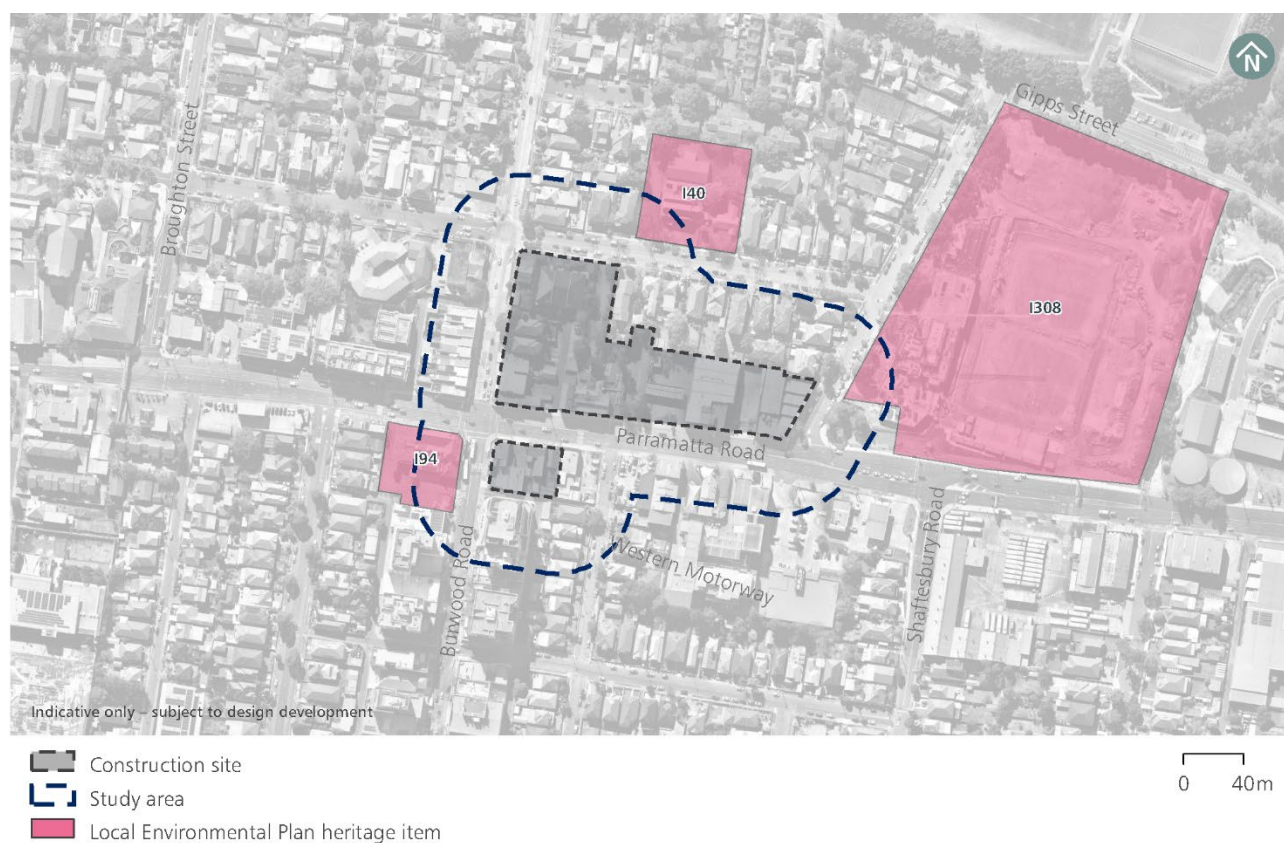 N
Gipps Street
Broughton Street
I40
I308
I94
Parramatta Road
Western Motorway
Burwood Road
Shaftesbury Road
Indicative only – subject to design development
Construction site
Study area
Local Environmental Plan heritage item
0 40m